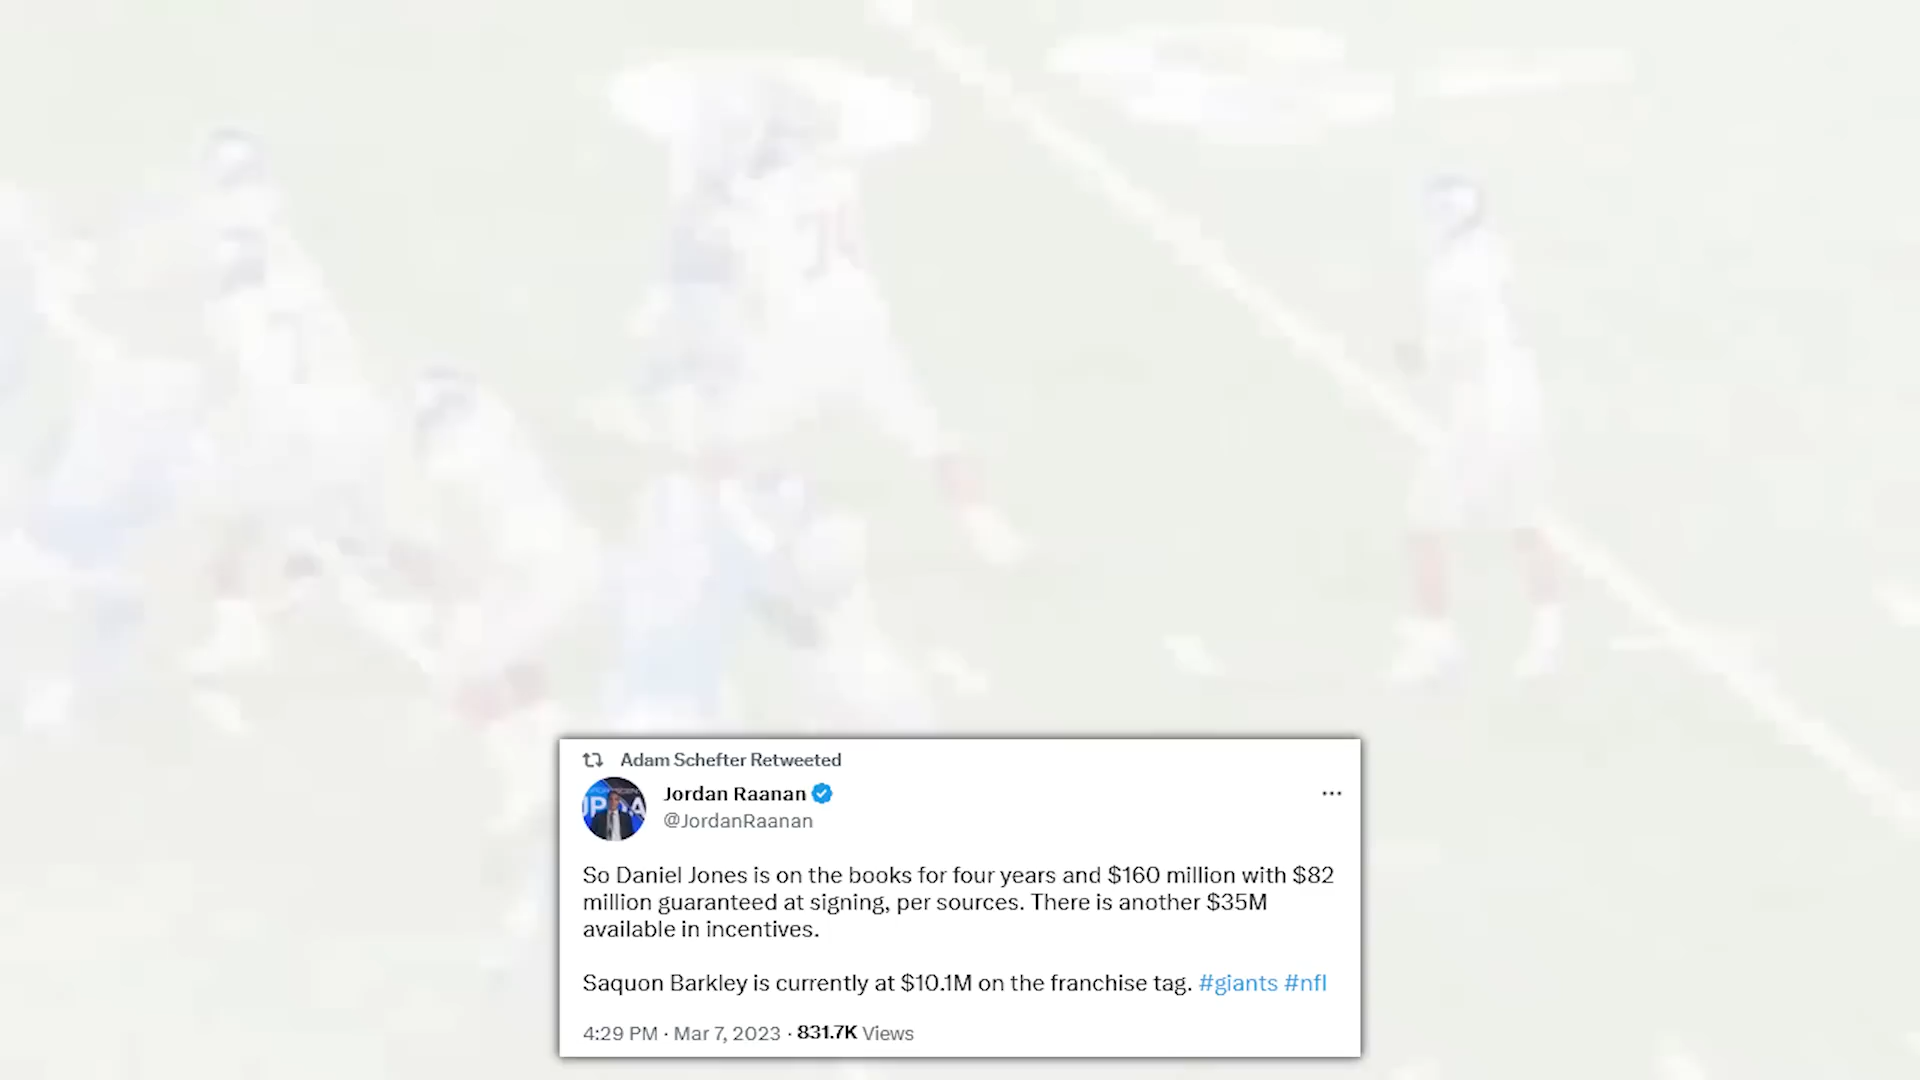 Adam Schefter Retweeted
Jordan Raanan
@JordanRaanan
So Daniel Jones is on the books for four years and $160 million with $82
million guaranteed at signing, per sources. There is another $35M
available in incentives.
Saquon Barkley is currently at $10.1M on the franchise tag. #giants #nfl
4:29 PM · Mar 7, 2023 · 831.7K Views